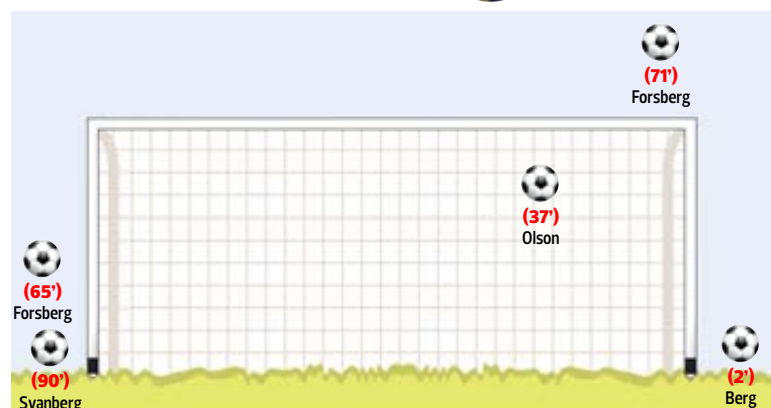 (71’)
Forsberg
(37’)
Olson
(65’)
Forsberg
(90’)
Svanberg
(2’)
Berg